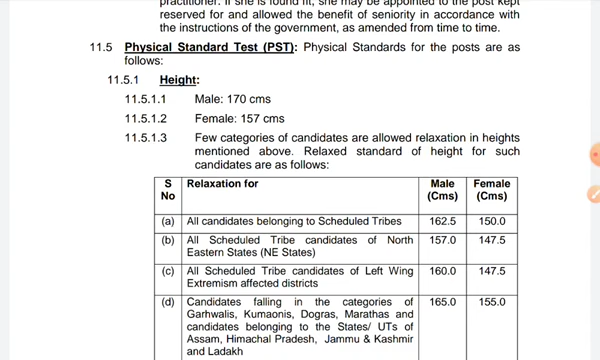 practitioner. If she is found fit, she may be appointed to the post kept
reserved for and allowed the benefit of seniority in accordance with
the instructions of the government, as amended from time to time.
11.5 Physical Standard Test (PST): Physical Standards for the posts are as
follows:
11.5.1 Height:
11.5.1.1 Male: 170 cms
11.5.1.2 Female: 157 cms
11.5.1.3 Few categories of candidates are allowed relaxation in heights
mentioned above. Relaxed standard of height for such
candidates are as follows:
S No Relaxation for Male (Cms) Female (Cms)
(a) All candidates belonging to Scheduled Tribes 162.5 150.0
(b) All Scheduled Tribe candidates of North 157.0 147.5
Eastern States (NE States)
(c) All Scheduled Tribe candidates of Left Wing 160.0 147.5
Extremism affected districts
(d) Candidates falling in the categories of 165.0 155.0
Garhwalis, Kumaonis, Dogras, Marathas and
candidates belonging to the States/ UTs of
Assam, Himachal Pradesh, Jammu & Kashmir
and Ladakh